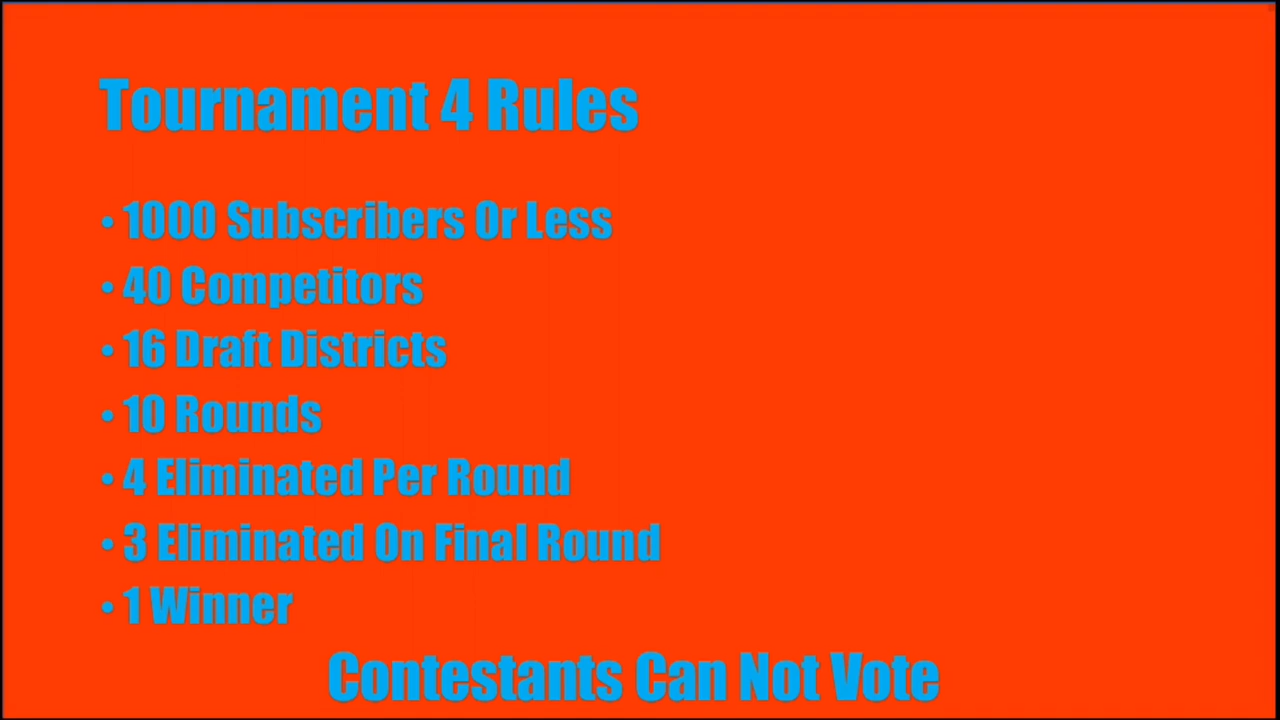 Tournament 4 Rules
• 1000 Subscribers Or Less
• 40 Competitors
• 16 Draft Districts
• 10 Rounds
• 4 Eliminated Per Round
• 3 Eliminated On Final Round
• 1 Winner
Contestants Can Not Vote